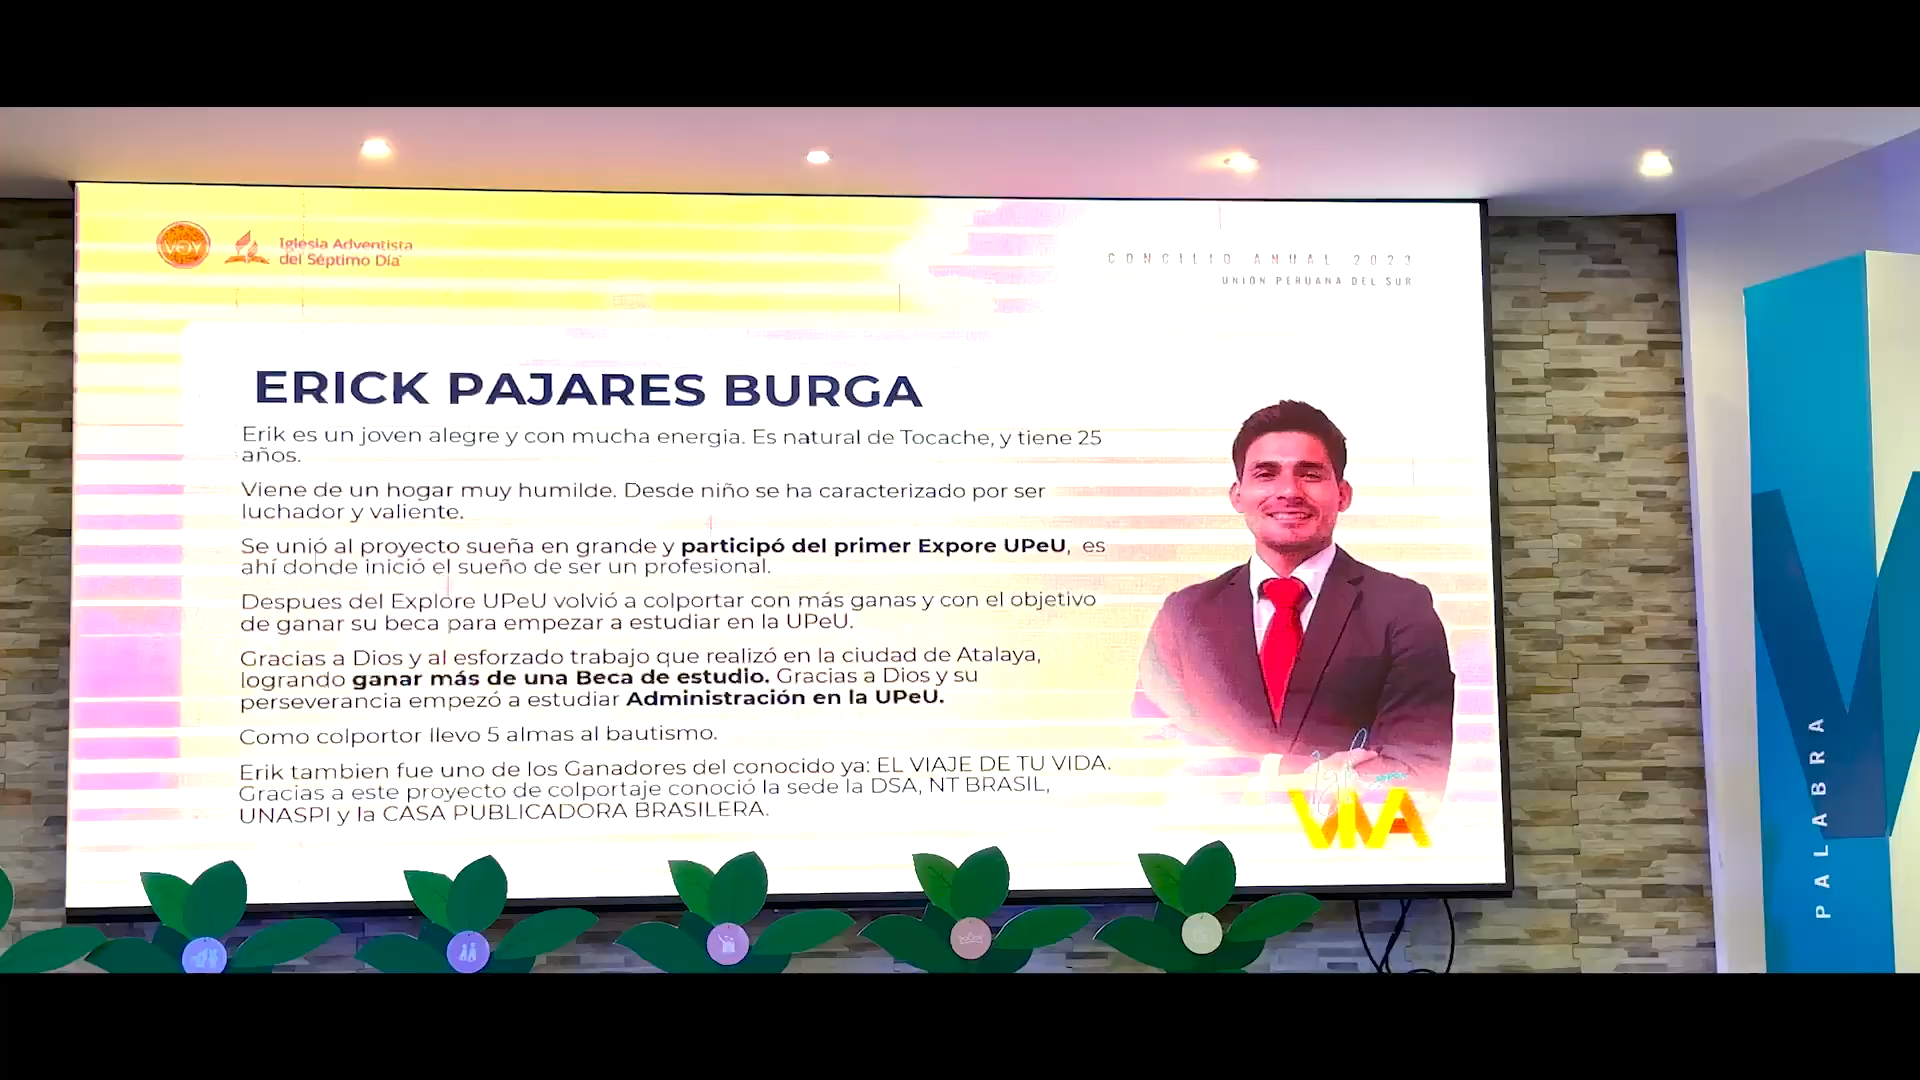 VOY
Iglesia Adventista
del Séptimo Día
CONCILIO ANUAL 2023
UNIÓN PERUANA DEL SUR
ERICK PAJARES BURGA
Erik es un joven alegre y con mucha energia. Es natural de Tocache, y tiene 25
años.
Viene de un hogar muy humilde. Desde niño se ha caracterizado por ser
luchador y valiente.
Se unió al proyecto sueña en grande y participó del primer Expore UPeU, es
ahí donde inició el sueño de ser un profesional.
Despues del Explore UPeU volvió a colportar con más ganas y con el objetivo
de ganar su beca para empezar a estudiar en la UPeU.
Gracias a Dios y al esforzado trabajo que realizó en la ciudad de Atalaya,
logrando ganar más de una Beca de estudio. Gracias a Dios y su
perseverancia empezó a estudiar Administración en la UPeU.
Como colportor llevo 5 almas al bautismo.
Erik tambien fue uno de los Ganadores del conocido ya: EL VIAJE DE TU VIDA.
Gracias a este proyecto de colportaje conoció la sede la DSA, NT BRASIL,
UNASPI y la CASA PUBLICADORA BRASILERA.
VIVA
PALABRA